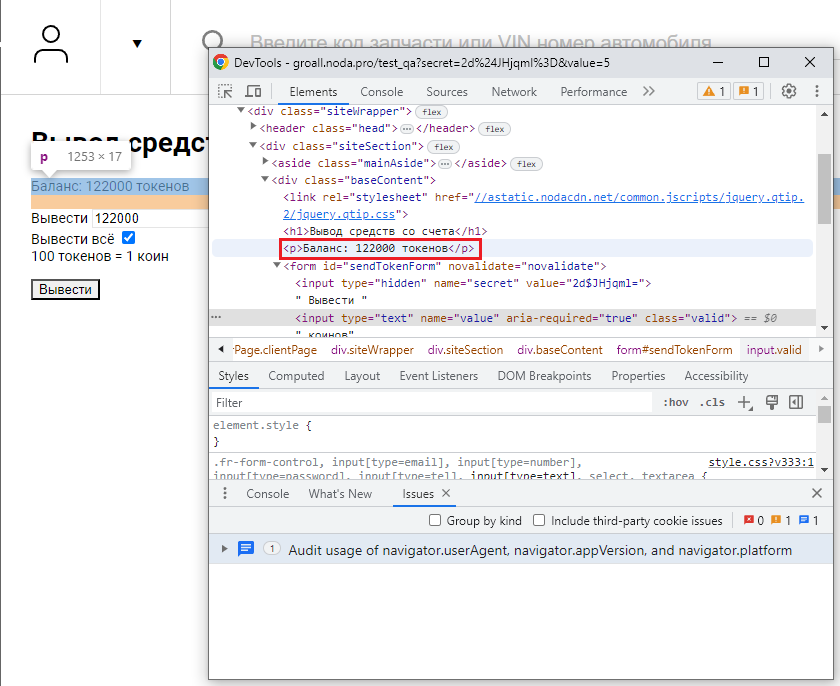 ▼
Введите код запчасти или VIN номер автомобиля
Вывод средст
p 1253 × 17
Баланс: 122000 токенов
Вывести 122000
Вывести всё
100 токенов = 1 коин
Вывести
DevTools - groall.noda.pro/test_qa?secret=2d%24JHjqml%3D&value=5
Elements Console Sources Network Performance 1 1
▼<div class="siteWrapper"> flex
▶<header class="head">⋯</header> flex
▼<div class="siteSection"> flex
▶<aside class="mainAside">⋯</aside> flex
▼<div class="baseContent">
<link rel="stylesheet" href="//astatic.nodacdn.net/common.jscripts/jquery.qtip.
2/jquery.qtip.css">
<h1>Вывод средств со счета</h1>
<p>Баланс: 122000 токенов</p>
▼<form id="sendTokenForm" novalidate="novalidate">
<input type="hidden" name="secret" value="2d$JHjqml=">
" Вывести "
<input type="text" name="value" aria-required="true" class="valid"> == $0
" коинов"
rPage.clientPage div.siteWrapper div.siteSection div.baseContent form#sendTokenForm input.valid
Styles Computed Layout Event Listeners DOM Breakpoints Properties Accessibility
Filter :hov .cls
element.style {
}
.fr-form-control, input[type=email], input[type=number], style.css?v333:1
input[type=password], input[type=tel], input[type=text], select, textarea {
Console What's New Issues
Group by kind Include third-party cookie issues 0 1 1
1 Audit usage of navigator.userAgent, navigator.appVersion, and navigator.platform